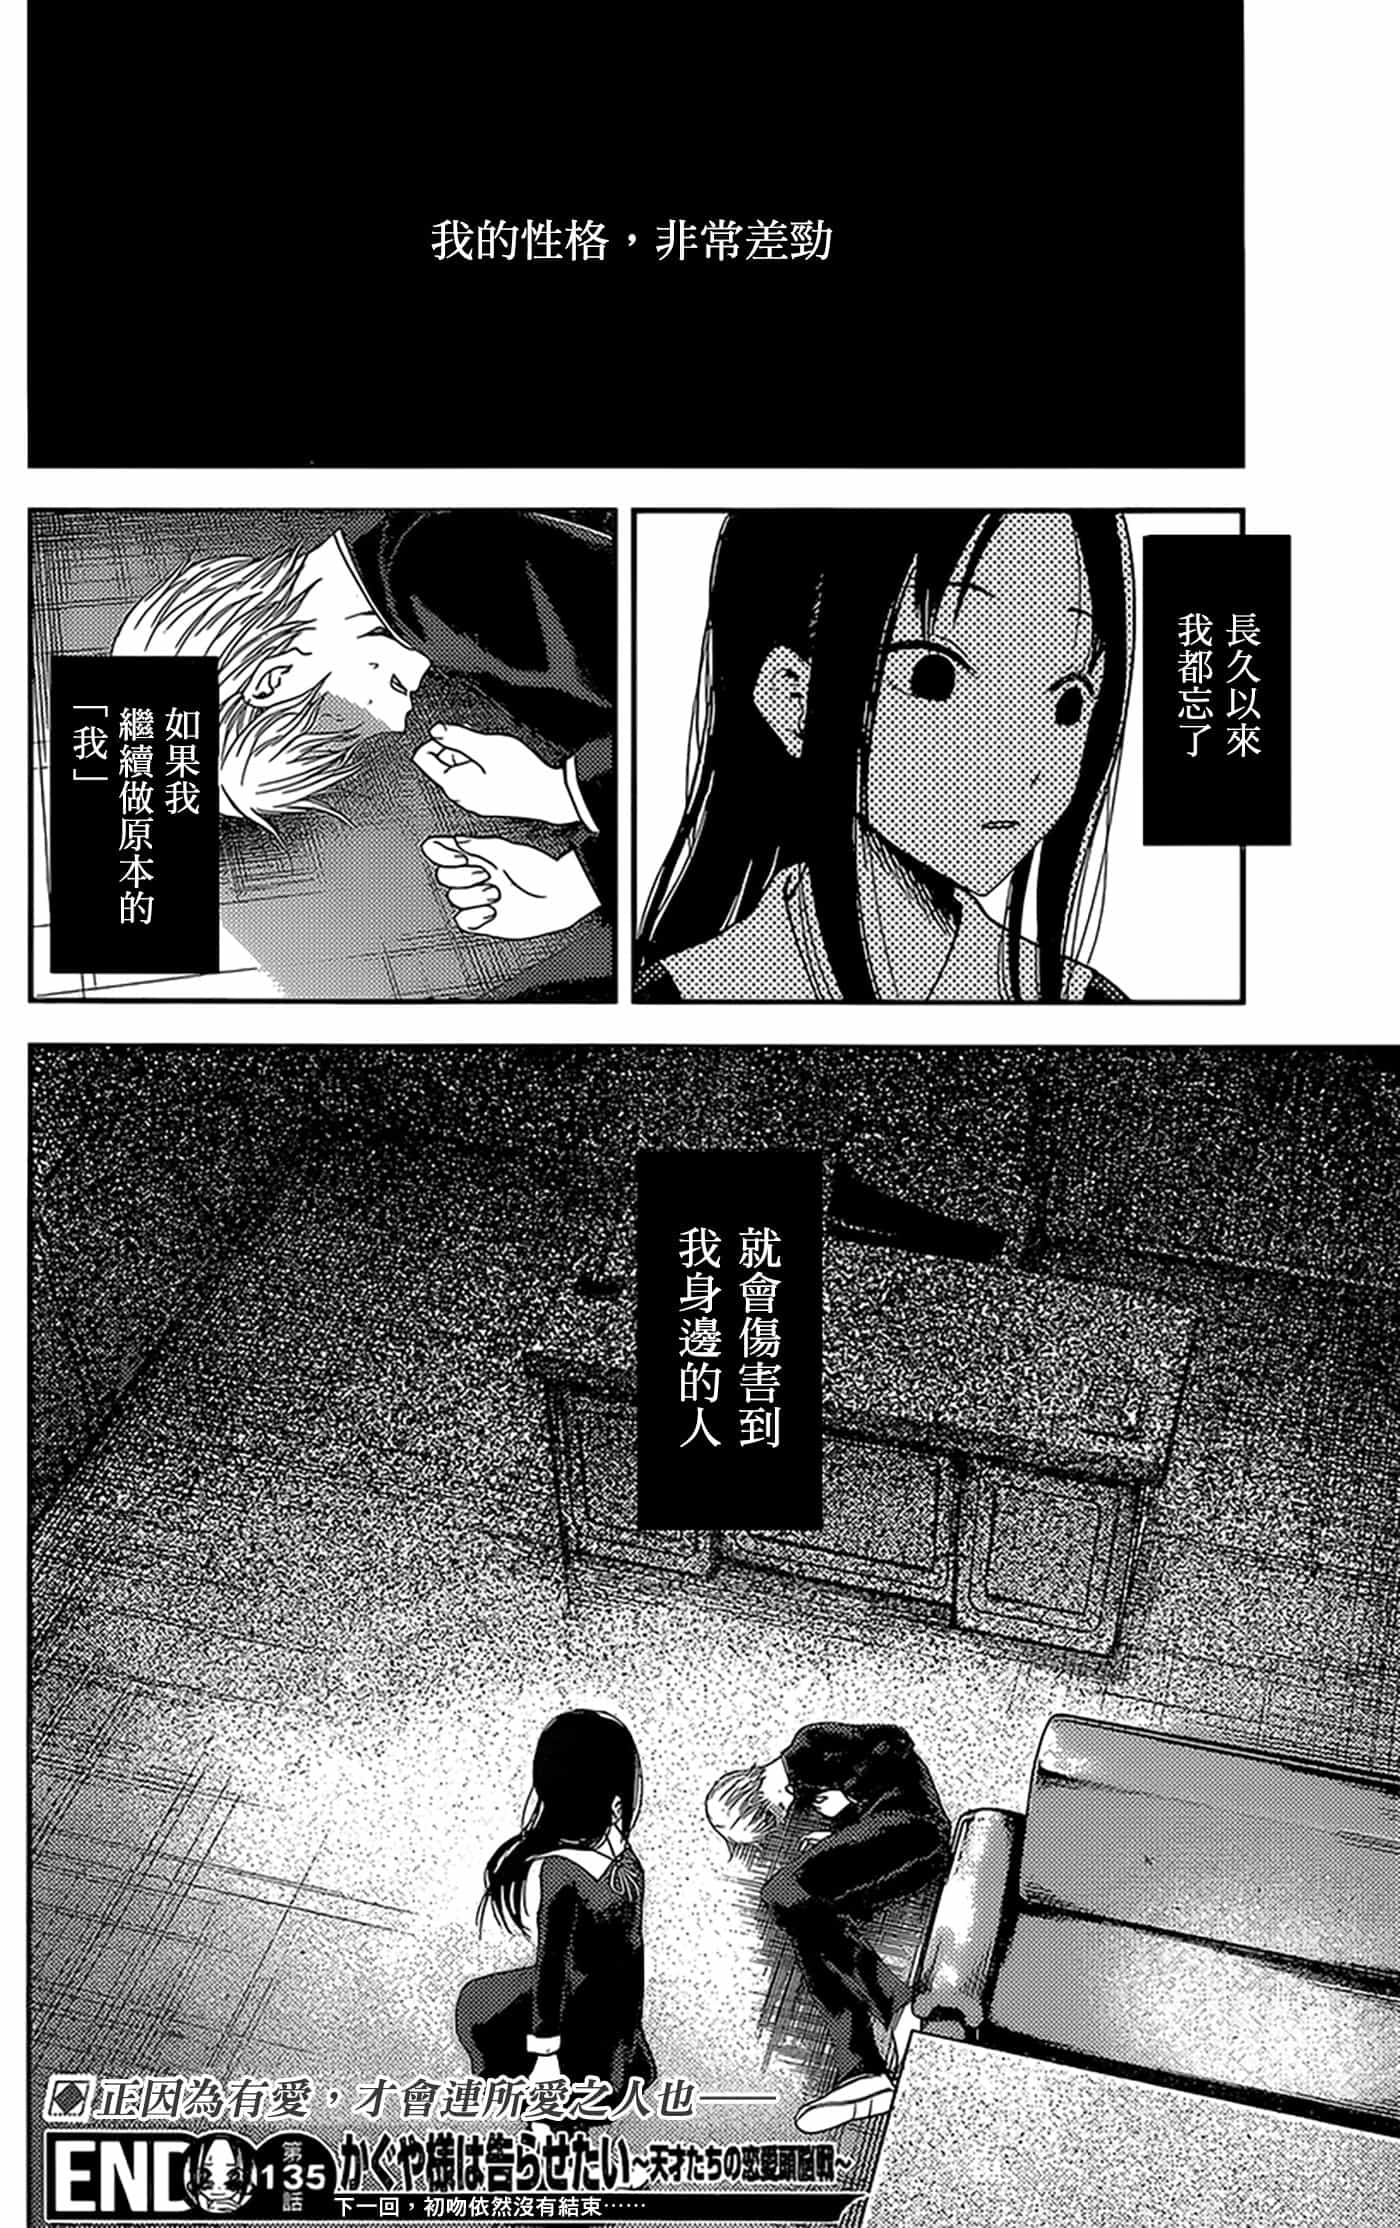 我的性格，非常差勁
長久以來
我都忘了
如果我
繼續做原本的
「我」
就會傷害到
我身邊的人
正因為有愛，才會連所愛之人也——
END
第
135
話
かぐや様は告らせたい～天才たちの恋愛頭脳戦～
下一回，初吻依然沒有結束……